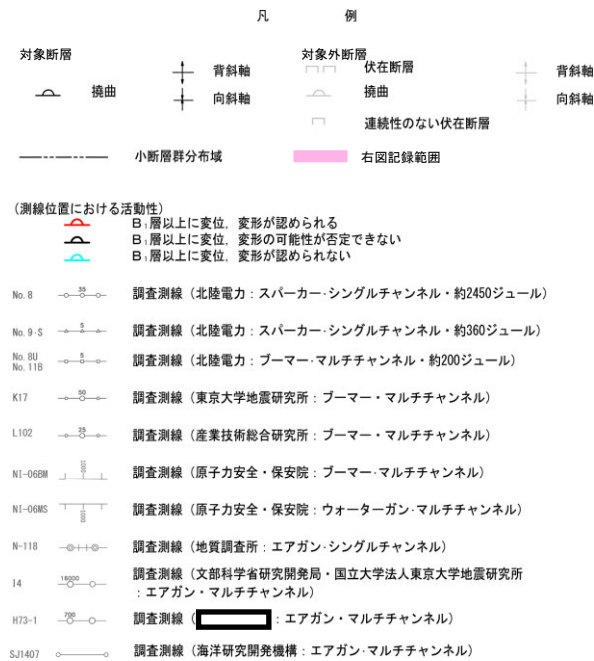 凡 例
対象断層
対象外断層
背斜軸
伏在断層
背斜軸
撓曲
向斜軸
撓曲
向斜軸
連続性のない伏在断層
小断層群分布域
右図記録範囲
(測線位置における活動性)
B₁層以上に変位，変形が認められる
B₁層以上に変位，変形の可能性が否定できない
B₁層以上に変位，変形が認められない
No.8 35 調査測線（北陸電力：スパーカー・シングルチャンネル・約2450ジュール）
No.9-S 5 調査測線（北陸電力：スパーカー・シングルチャンネル・約360ジュール）
No.8U
No.11B 5 調査測線（北陸電力：ブーマー・マルチチャンネル・約200ジュール）
K17 50 調査測線（東京大学地震研究所：ブーマー・マルチチャンネル）
L102 25 調査測線（産業技術総合研究所：ブーマー・マルチチャンネル）
NI-06BM 1000 調査測線（原子力安全・保安院：ブーマー・マルチチャンネル）
NI-06MS 1000 調査測線（原子力安全・保安院：ウォーターガン・マルチチャンネル）
N-118 調査測線（地質調査所：エアガン・シングルチャンネル）
I4 16000 調査測線（文部科学省研究開発局・国立大学法人東京大学地震研究所
：エアガン・マルチチャンネル）
H73-1 700 調査測線（ ：エアガン・マルチチャンネル）
SJ1407 調査測線（海洋研究開発機構：エアガン・マルチチャンネル）